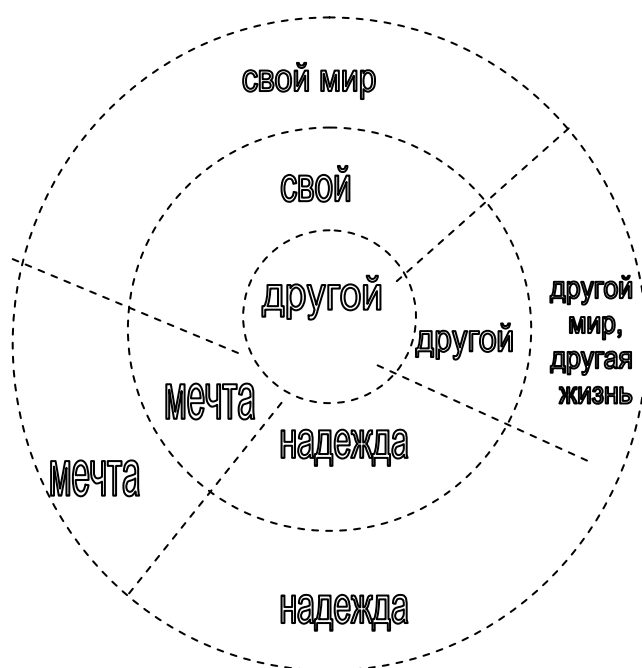 свой мир
свой
другой
другой
другой
мир,
другая
жизнь
мечта
надежда
мечта
надежда